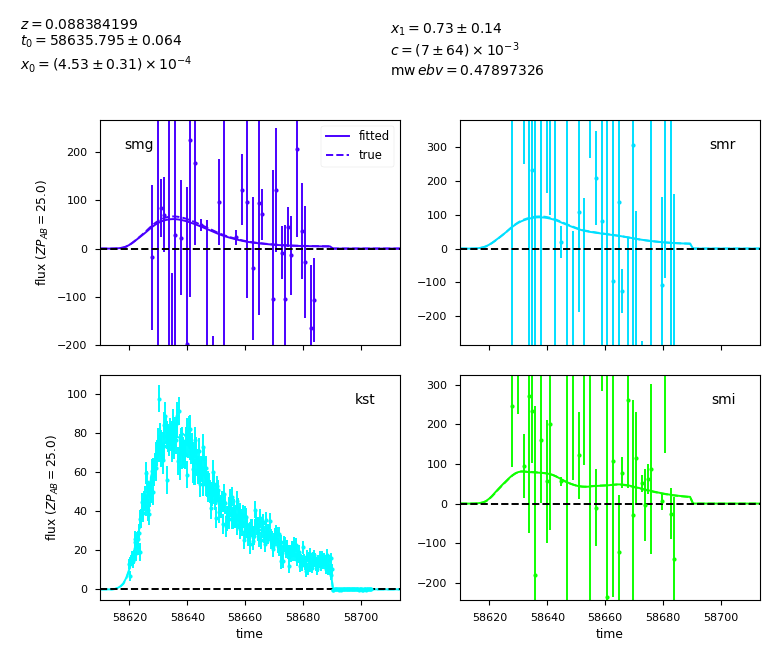 z = 0.088384199
t₀ = 58635.795 ± 0.064
x₀ = (4.53 ± 0.31) × 10⁻⁴
x₁ = 0.73 ± 0.14
c = (7 ± 64) × 10⁻³
mw ebv = 0.47897326
smg
fitted
true
200
100
0
−100
−200
flux (ZP_AB = 25.0)
smr
300
200
100
0
−100
−200
kst
100
80
60
40
20
0
flux (ZP_AB = 25.0)
58620 58640 58660 58680 58700
time
smi
300
200
100
0
−100
−200
58620 58640 58660 58680 58700
time